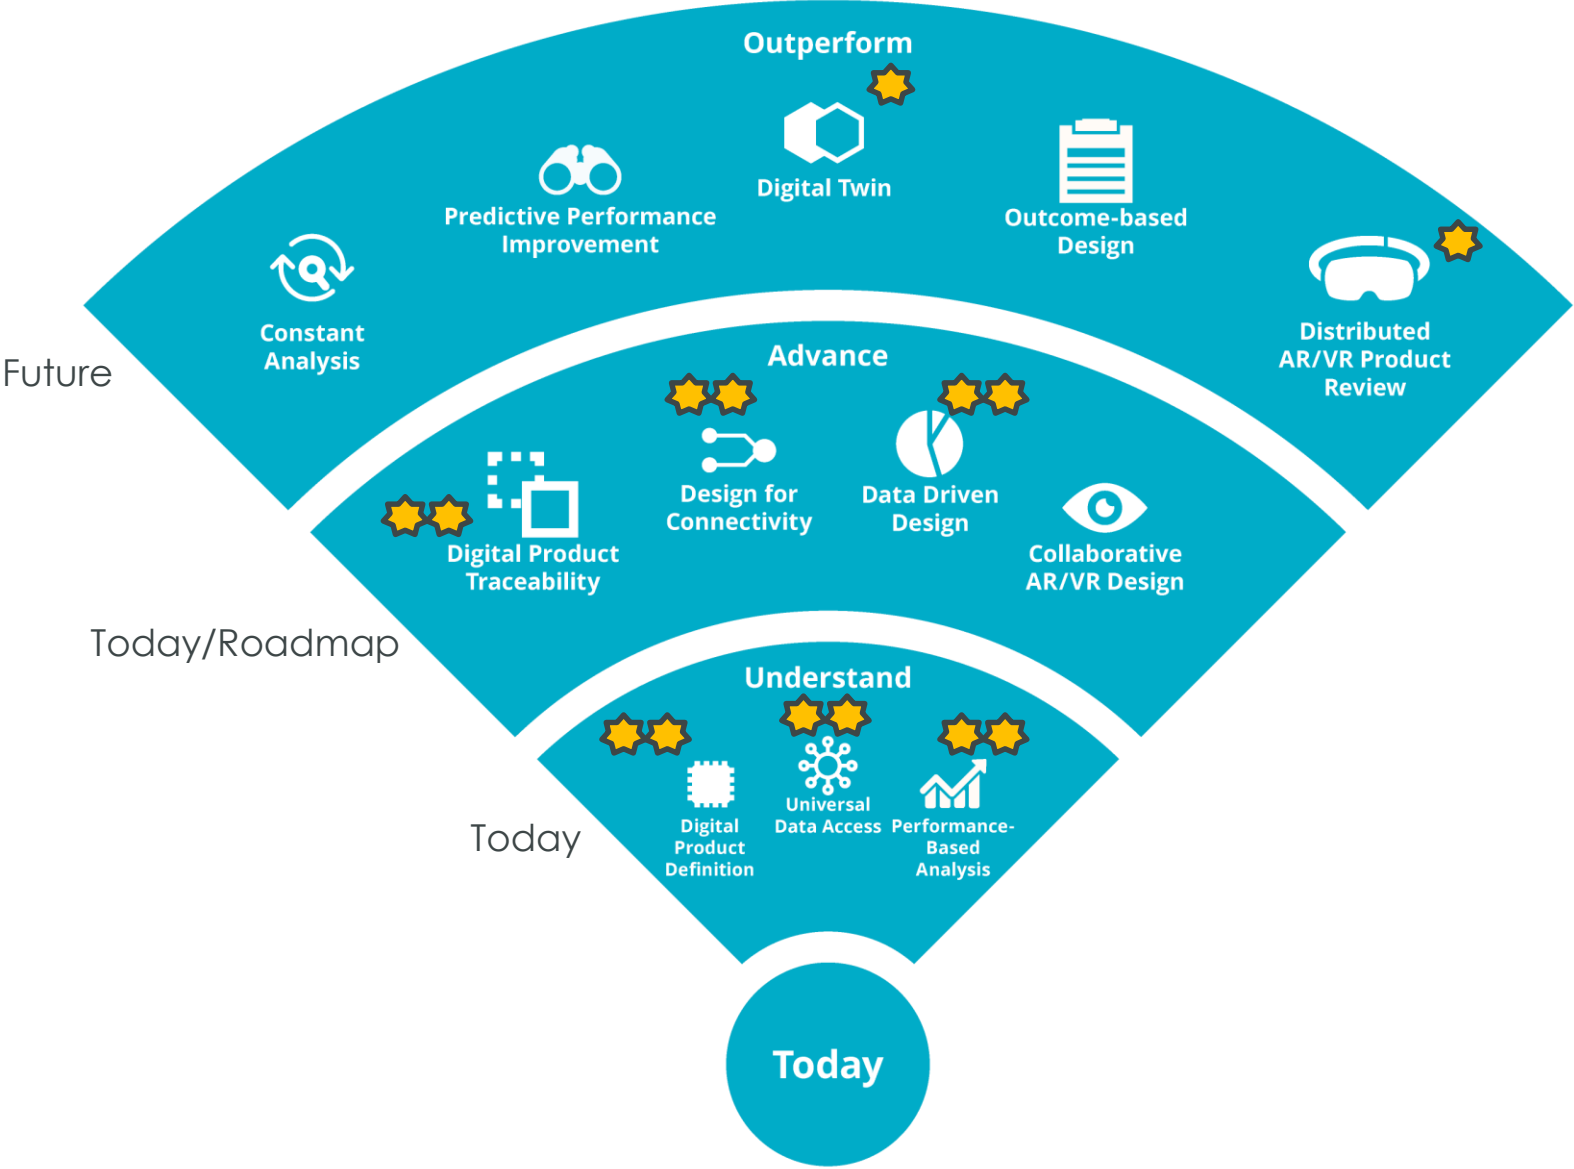 Outperform
Digital Twin
Predictive Performance
Improvement
Outcome-based
Design
Constant
Analysis
Distributed
AR/VR Product
Review
Future
Advance
Design for
Connectivity
Data Driven
Design
Digital Product
Traceability
Collaborative
AR/VR Design
Today/Roadmap
Understand
Digital
Product
Definition
Universal
Data Access
Performance-
Based
Analysis
Today
Today